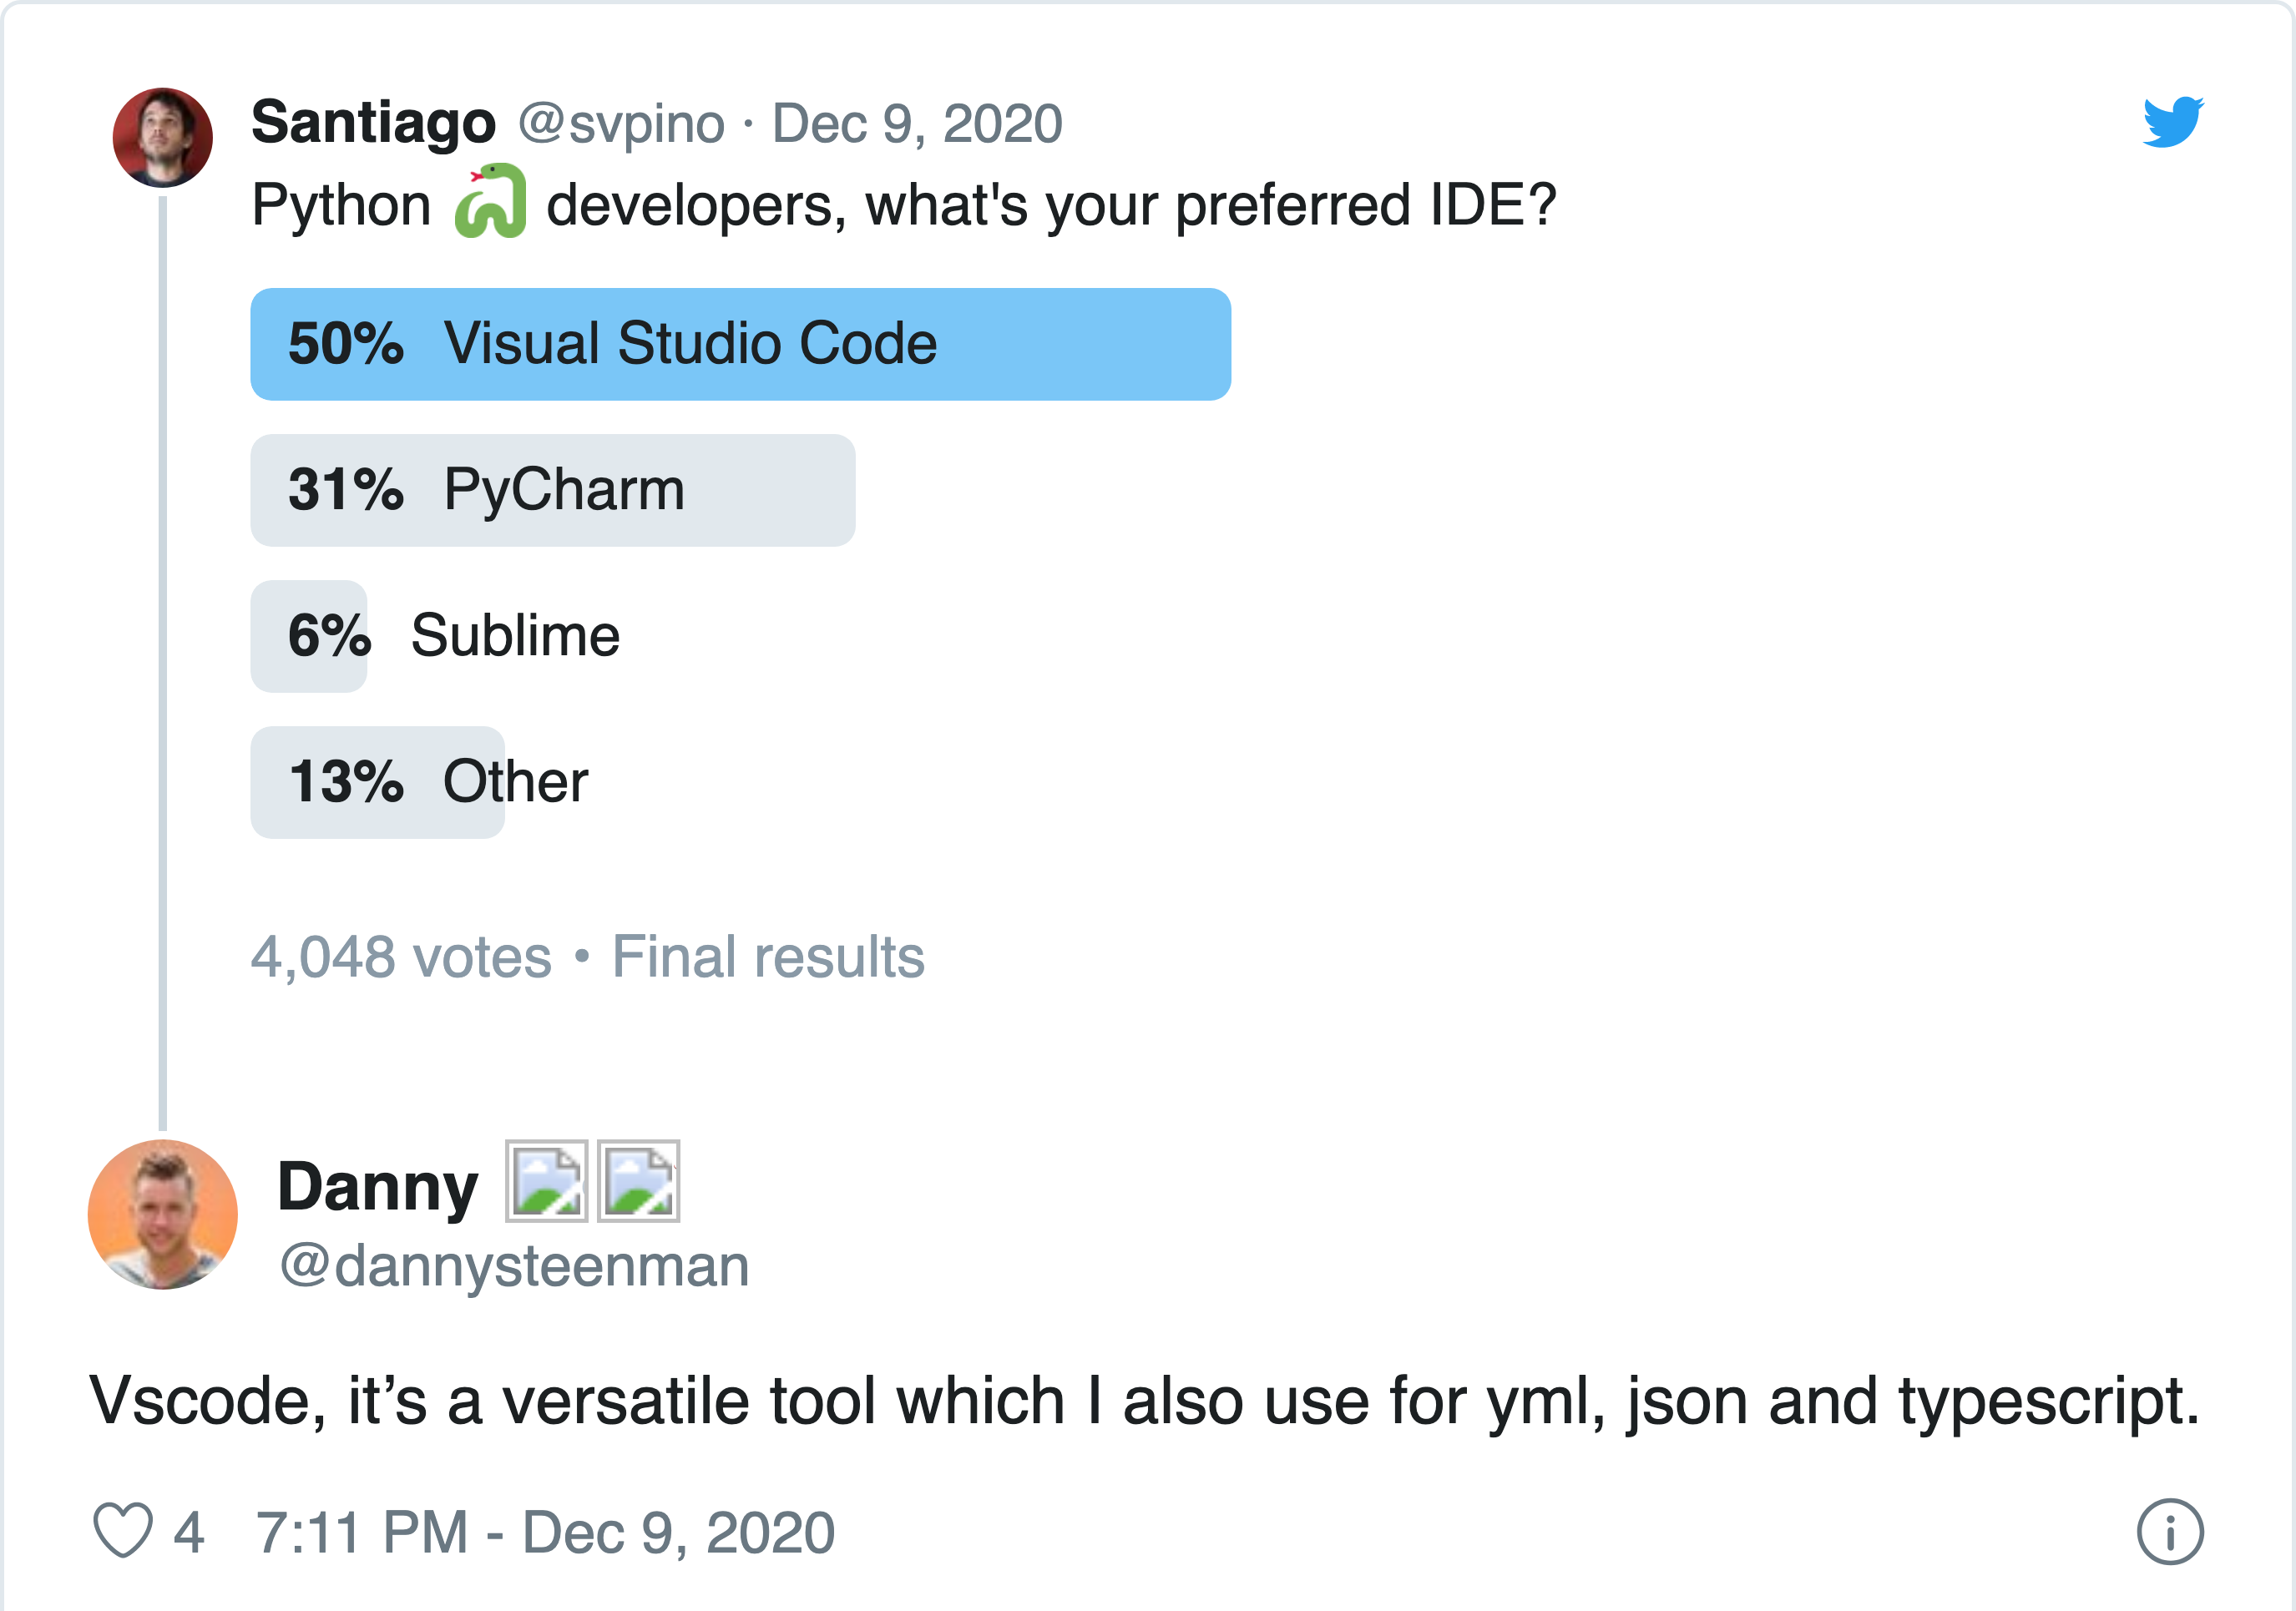 Santiago @svpino · Dec 9, 2020
Python 🐍 developers, what's your preferred IDE?
50% Visual Studio Code
31% PyCharm
6% Sublime
13% Other
4,048 votes • Final results
Danny
@dannysteenman
Vscode, it’s a versatile tool which I also use for yml, json and typescript.
4 7:11 PM - Dec 9, 2020